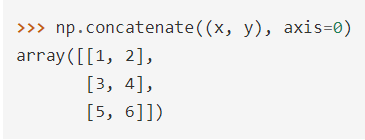 >>> np.concatenate((x, y), axis=0)
array([[1, 2],
       [3, 4],
       [5, 6]])